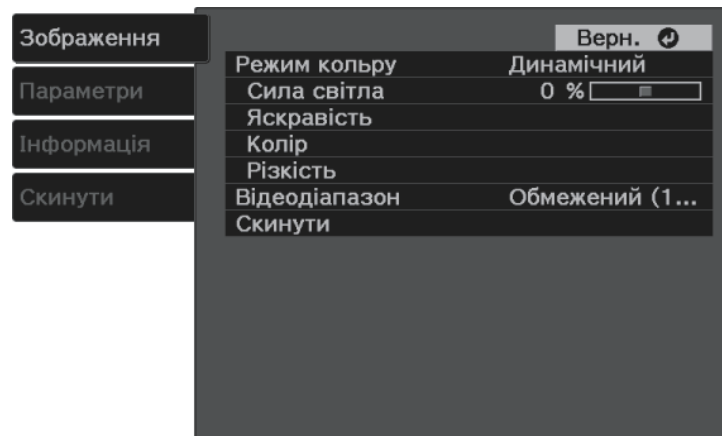 Зображення
Параметри
Інформація
Скинути
Верн.
Режим кольру Динамічний
Сила світла 0 %
Яскравість
Колір
Різкість
Відеодіапазон Обмежений (1...
Скинути